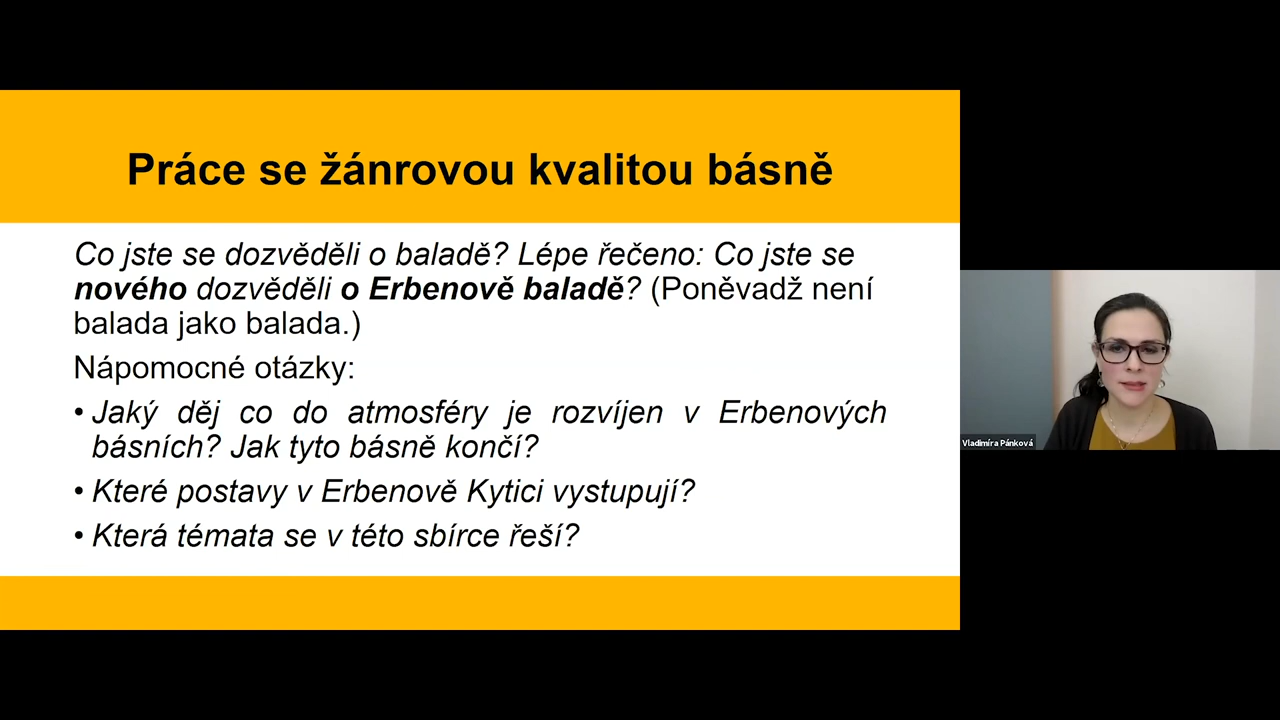 Práce se žánrovou kvalitou básně
Co jste se dozvěděli o baladě? Lépe řečeno: Co jste se
nového dozvěděli o Erbenově baladě? (Poněvadž není
balada jako balada.)
Nápomocné otázky:
• Jaký děj co do atmosféry je rozvíjen v Erbenových
básních? Jak tyto básně končí?
• Které postavy v Erbenově Kytici vystupují?
• Která témata se v této sbírce řeší?
Vladimíra Pánková